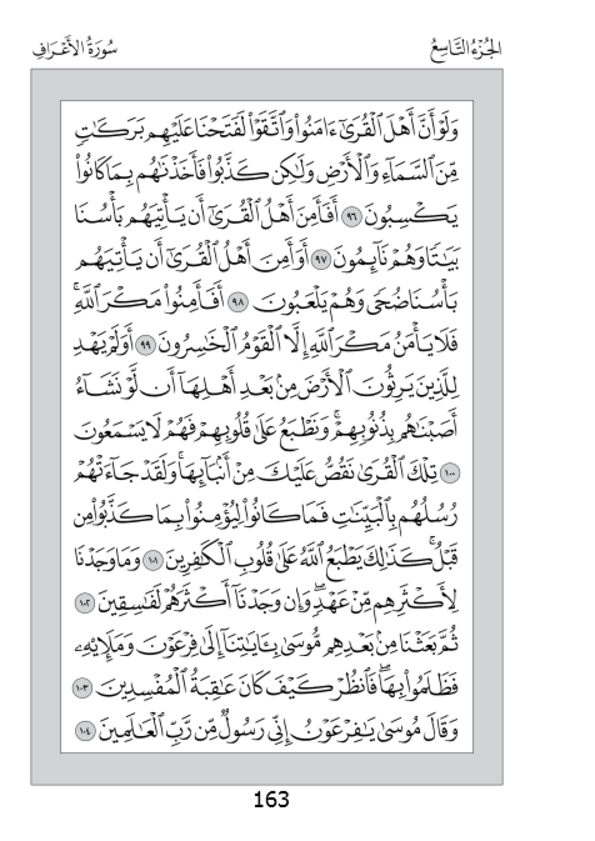 سُورَةُ الأَعْرَافِ
الجُزْءُ التَّاسِعُ
وَلَوْ أَنَّ أَهْلَ ٱلْقُرَىٰٓ ءَامَنُوا۟ وَٱتَّقَوْا۟ لَفَتَحْنَا عَلَيْهِم بَرَكَٰتٍ
مِّنَ ٱلسَّمَآءِ وَٱلْأَرْضِ وَلَٰكِن كَذَّبُوا۟ فَأَخَذْنَٰهُم بِمَا كَانُوا۟
يَكْسِبُونَ ٩٦ أَفَأَمِنَ أَهْلُ ٱلْقُرَىٰٓ أَن يَأْتِيَهُم بَأْسُنَا
بَيَٰتًا وَهُمْ نَآئِمُونَ ٩٧ أَوَأَمِنَ أَهْلُ ٱلْقُرَىٰٓ أَن يَأْتِيَهُم
بَأْسُنَا ضُحًى وَهُمْ يَلْعَبُونَ ٩٨ أَفَأَمِنُوا۟ مَكْرَ ٱللَّهِ ۚ
فَلَا يَأْمَنُ مَكْرَ ٱللَّهِ إِلَّا ٱلْقَوْمُ ٱلْخَٰسِرُونَ ٩٩ أَوَلَمْ يَهْدِ
لِلَّذِينَ يَرِثُونَ ٱلْأَرْضَ مِنۢ بَعْدِ أَهْلِهَآ أَن لَّوْ نَشَآءُ
أَصَبْنَٰهُم بِذُنُوبِهِمْ ۚ وَنَطْبَعُ عَلَىٰ قُلُوبِهِمْ فَهُمْ لَا يَسْمَعُونَ
١٠٠ تِلْكَ ٱلْقُرَىٰ نَقُصُّ عَلَيْكَ مِنْ أَنۢبَآئِهَا ۚ وَلَقَدْ جَآءَتْهُمْ
رُسُلُهُم بِٱلْبَيِّنَٰتِ فَمَا كَانُوا۟ لِيُؤْمِنُوا۟ بِمَا كَذَّبُوا۟ مِن
قَبْلُ ۚ كَذَٰلِكَ يَطْبَعُ ٱللَّهُ عَلَىٰ قُلُوبِ ٱلْكَٰفِرِينَ ١٠١ وَمَا وَجَدْنَا
لِأَكْثَرِهِم مِّنْ عَهْدٍ ۖ وَإِن وَجَدْنَآ أَكْثَرَهُمْ لَفَٰسِقِينَ ١٠٢
ثُمَّ بَعَثْنَا مِنۢ بَعْدِهِم مُّوسَىٰ بِـَٔايَٰتِنَآ إِلَىٰ فِرْعَوْنَ وَمَلَإِي۟هِۦ
فَظَلَمُوا۟ بِهَا ۖ فَٱنظُرْ كَيْفَ كَانَ عَٰقِبَةُ ٱلْمُفْسِدِينَ ١٠٣
وَقَالَ مُوسَىٰ يَٰفِرْعَوْنُ إِنِّى رَسُولٌ مِّن رَّبِّ ٱلْعَٰلَمِينَ ١٠٤
163